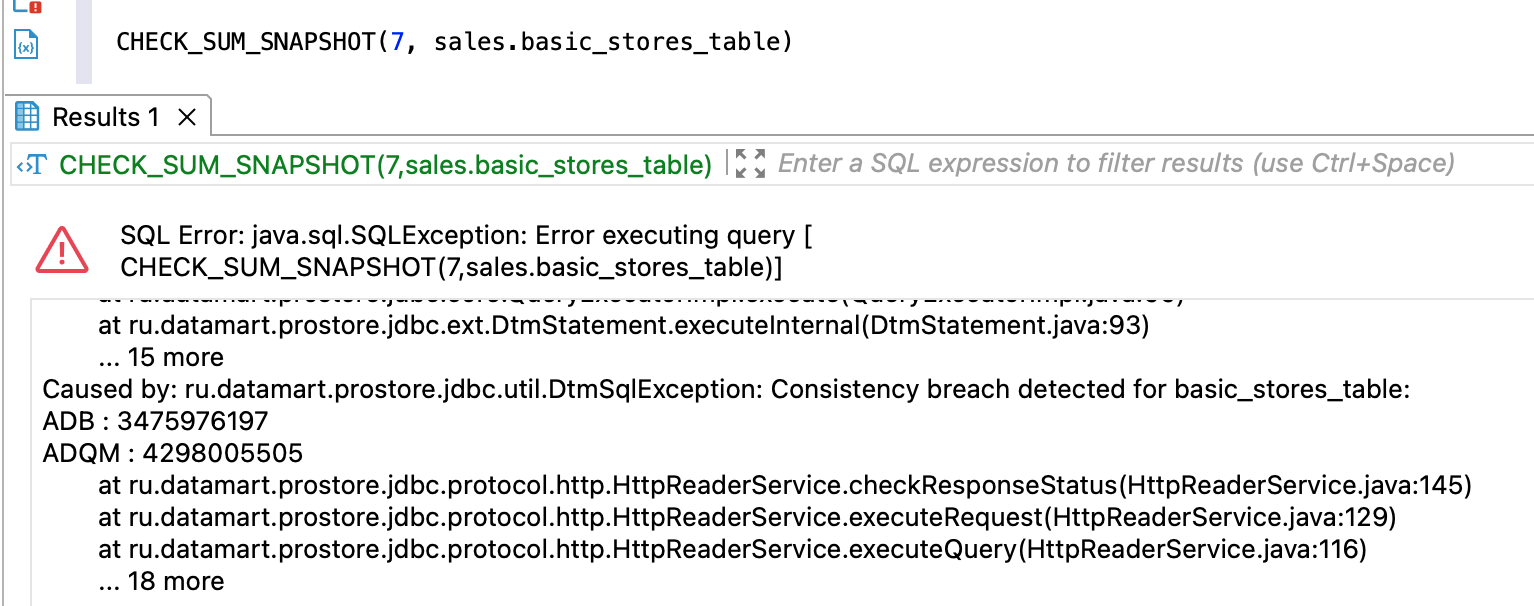 CHECK_SUM_SNAPSHOT(7, sales.basic_stores_table)
Results 1
CHECK_SUM_SNAPSHOT(7,sales.basic_stores_table)
Enter a SQL expression to filter results (use Ctrl+Space)
SQL Error: java.sql.SQLException: Error executing query [
CHECK_SUM_SNAPSHOT(7,sales.basic_stores_table)]
at ru.datamart.prostore.jdbc.ext.DtmStatement.executeInternal(DtmStatement.java:93)
... 15 more
Caused by: ru.datamart.prostore.jdbc.util.DtmSqlException: Consistency breach detected for basic_stores_table:
ADB : 3475976197
ADQM : 4298005505
at ru.datamart.prostore.jdbc.protocol.http.HttpReaderService.checkResponseStatus(HttpReaderService.java:145)
at ru.datamart.prostore.jdbc.protocol.http.HttpReaderService.executeRequest(HttpReaderService.java:129)
at ru.datamart.prostore.jdbc.protocol.http.HttpReaderService.executeQuery(HttpReaderService.java:116)
... 18 more